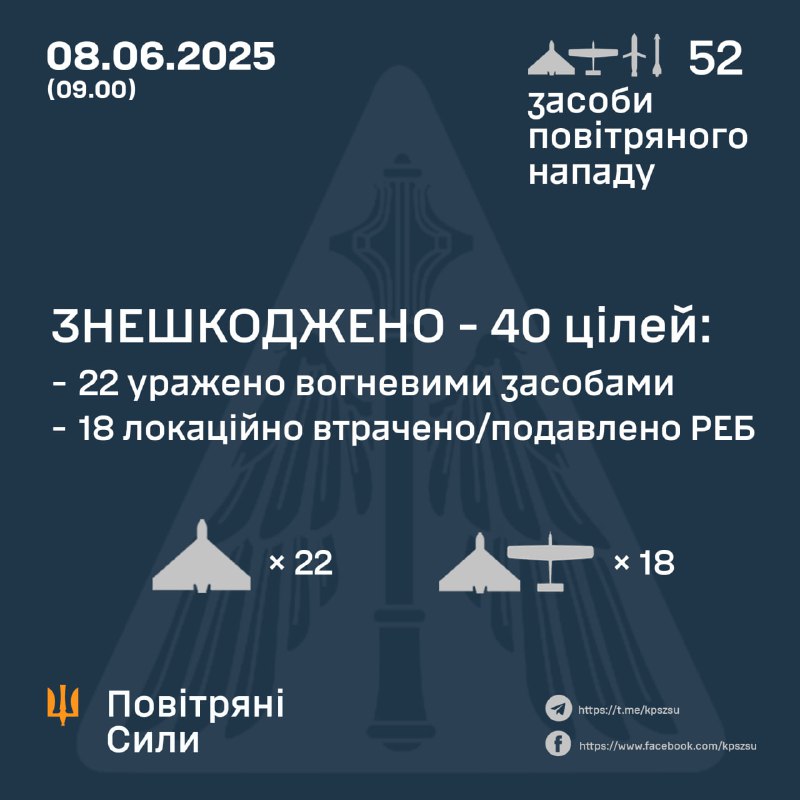 08.06.2025
(09.00)
52
засоби
повітряного
нападу
ЗНЕШКОДЖЕНО - 40 цілей:
- 22 уражено вогневими засобами
- 18 локаційно втрачено/подавлено РЕБ
× 22
× 18
Повітряні
Сили
https://t.me/kpszsu
https://www.facebook.com/kpszsu